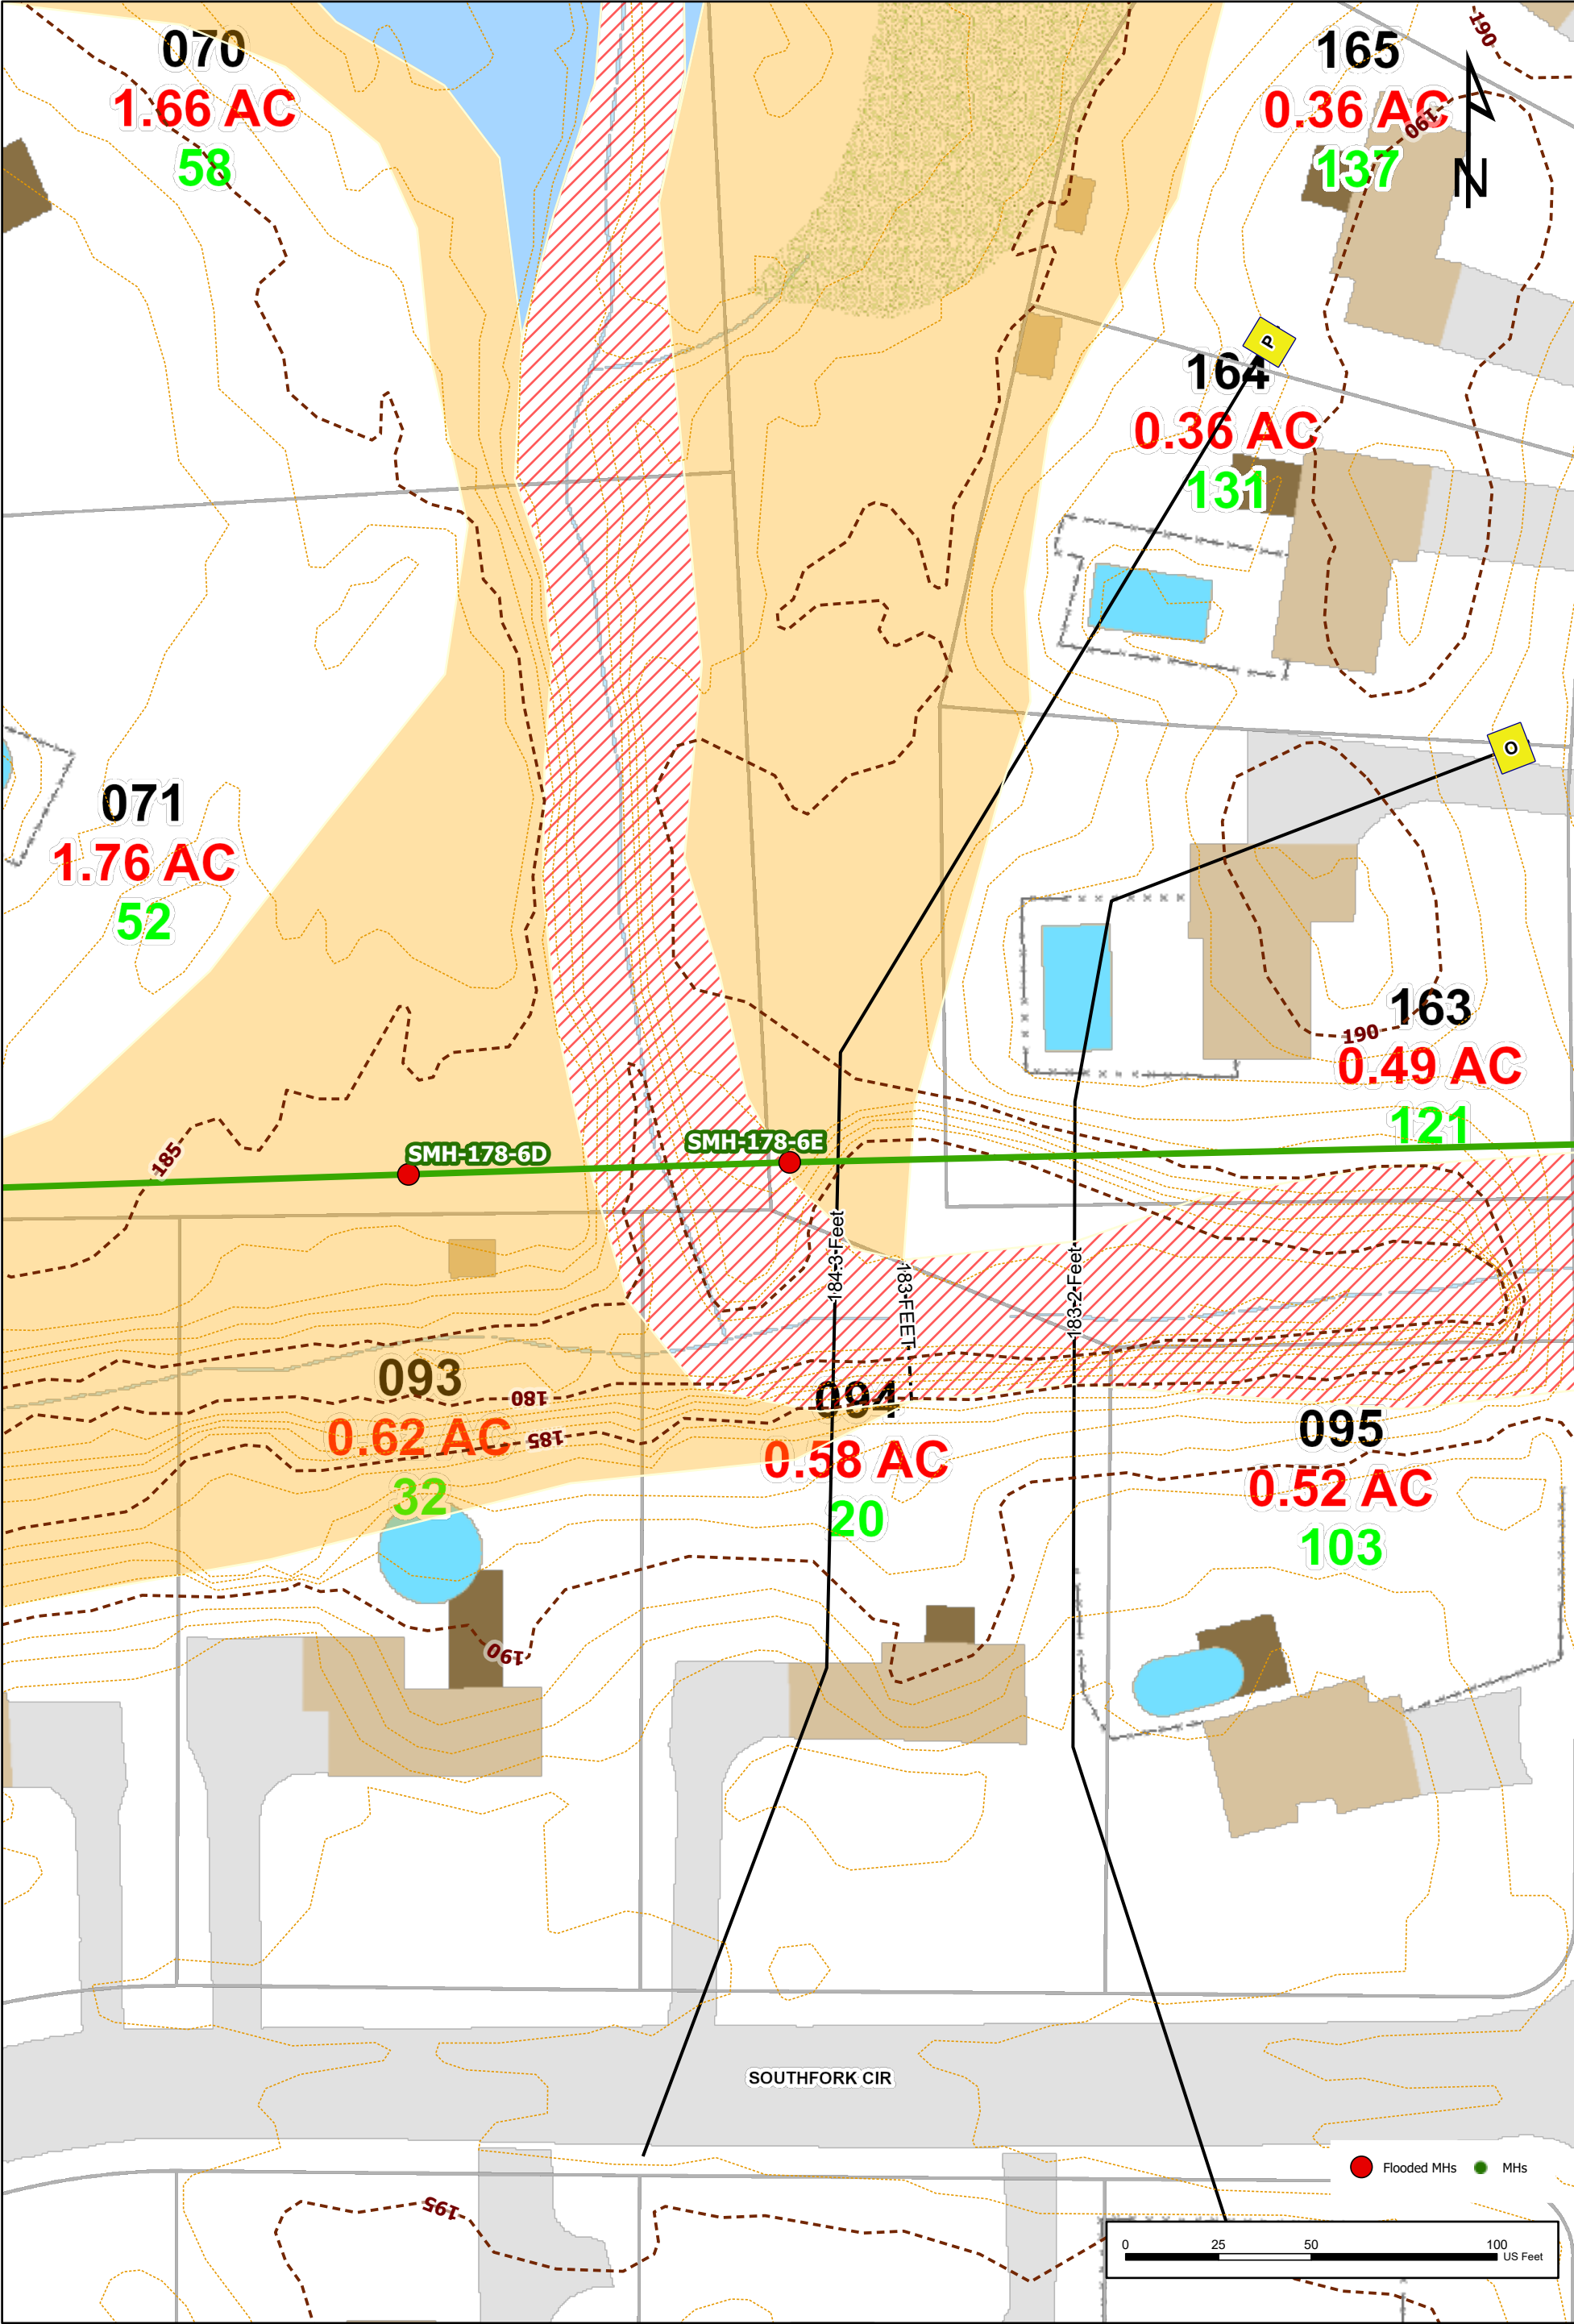 070
1.66 AC
58
165
0.36 AC
137
190
190
N
P
164
0.36 AC
131
O
071
1.76 AC
52
163
0.49 AC
121
190
185
SMH-178-6D
SMH-178-6E
184.3 Feet
183 FEET
183.2 Feet
093
0.62 AC
32
180
185
094
0.58 AC
20
095
0.52 AC
103
190
SOUTHFORK CIR
195
Flooded MHs
MHs
0 25 50 100
US Feet